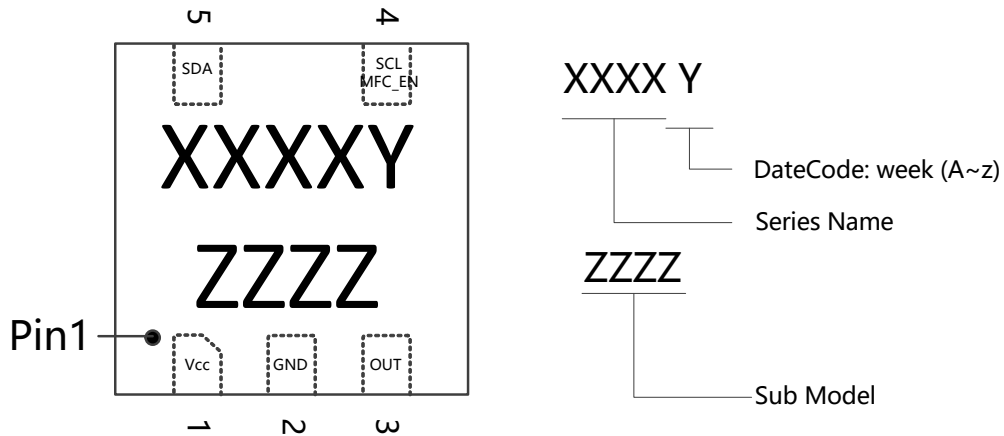 5 4
SDA SCL
MFC_EN
XXXXY
ZZZZ
Pin1
Vcc GND OUT
1 2 3
XXXX Y
DateCode: week (A~z)
Series Name
ZZZZ
Sub Model